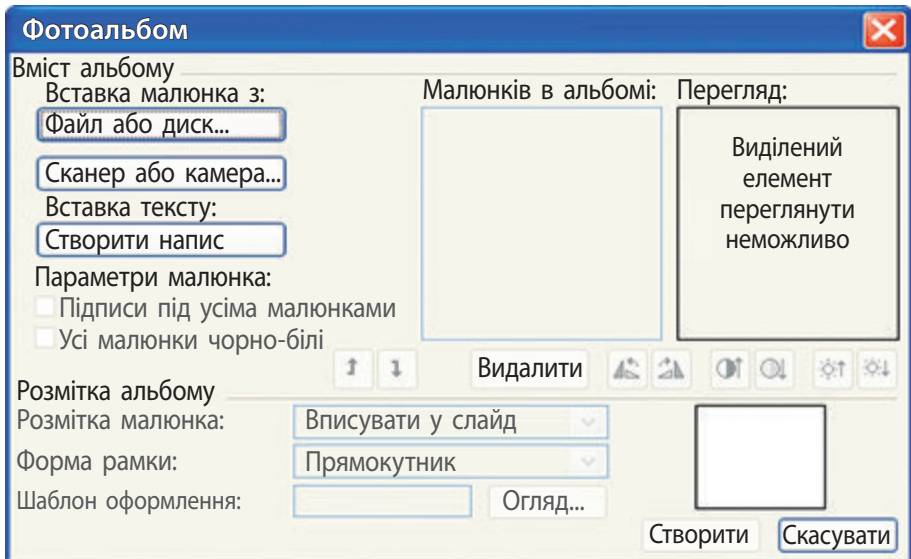 Фотоальбом
Вміст альбому
Вставка малюнка з:
Файл або диск...
Сканер або камера...
Вставка тексту:
Створити напис
Параметри малюнка:
Підписи під усіма малюнками
Усі малюнки чорно-білі
Малюнків в альбомі:
Перегляд:
Виділений
елемент
переглянути
неможливо
Видалити
Розмітка альбому
Розмітка малюнка:
Вписувати у слайд
Форма рамки:
Прямокутник
Шаблон оформлення:
Огляд...
Створити
Скасувати